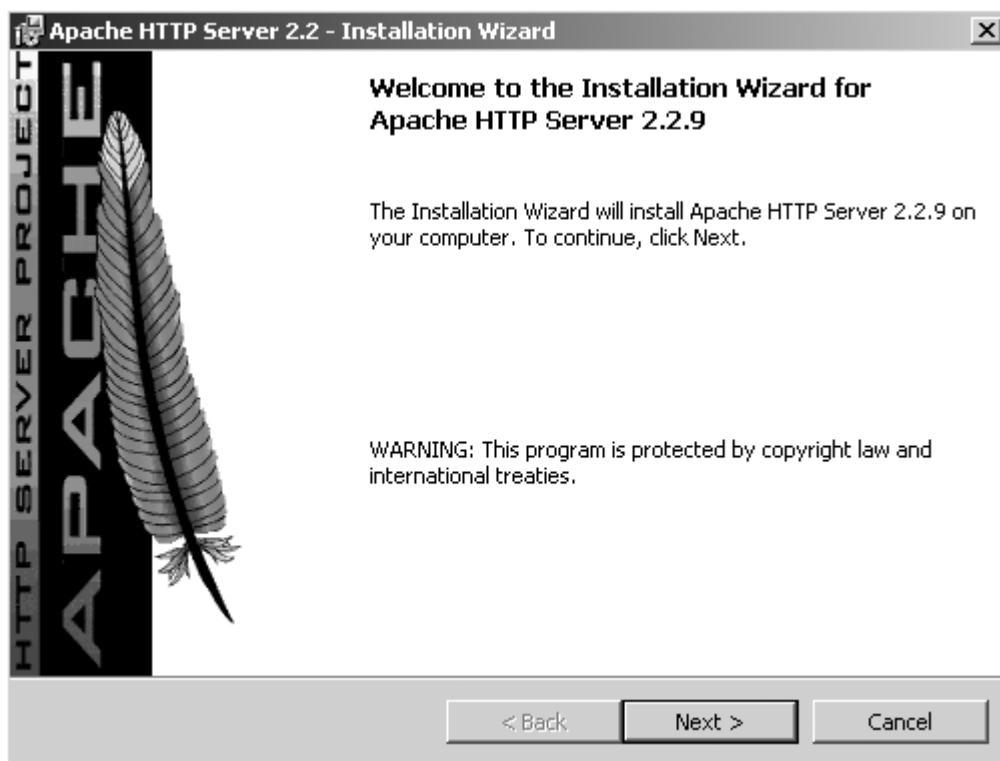 Apache HTTP Server 2.2 - Installation Wizard
HTTP SERVER PROJECT
APACHE
Welcome to the Installation Wizard for
Apache HTTP Server 2.2.9
The Installation Wizard will install Apache HTTP Server 2.2.9 on
your computer. To continue, click Next.
WARNING: This program is protected by copyright law and
international treaties.
< Back
Next >
Cancel